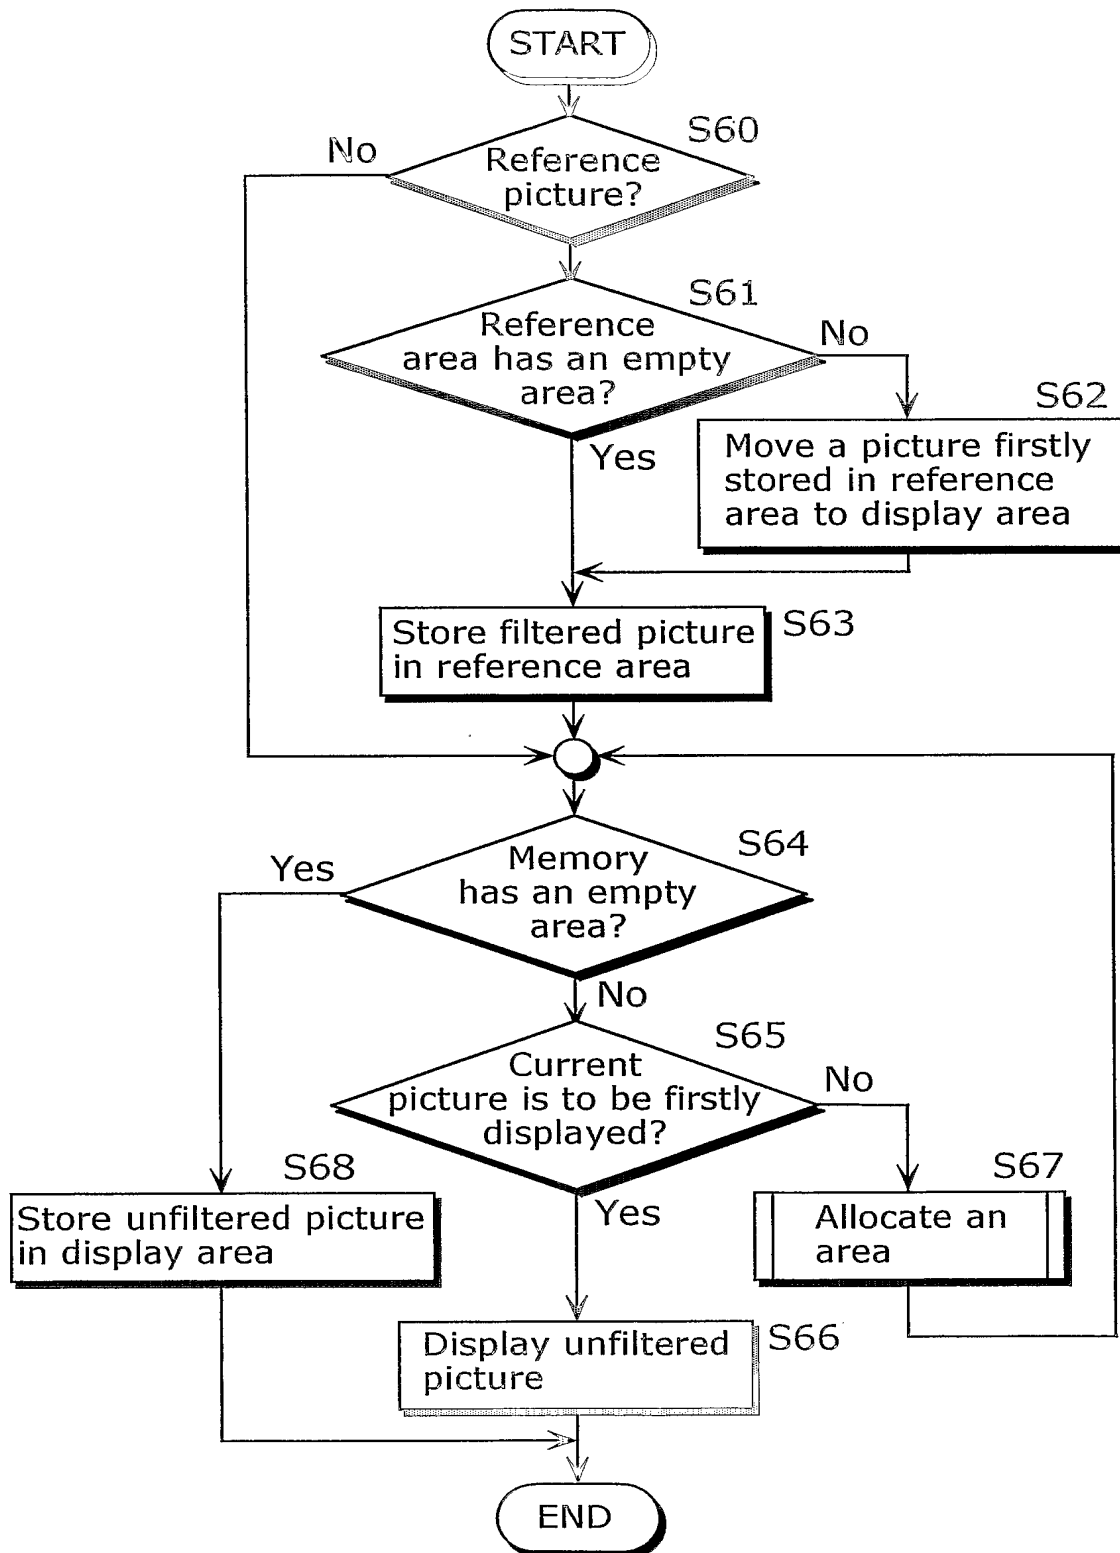 START
S60
No
Reference
picture?
S61
Reference
area has an empty
area?
No
Yes
S62
Move a picture firstly
stored in reference
area to display area
Store filtered picture
in reference area
S63
S64
Yes
Memory
has an empty
area?
No
S65
Current
picture is to be firstly
displayed?
No
Yes
S68
Store unfiltered picture
in display area
S67
Allocate an
area
S66
Display unfiltered
picture
END